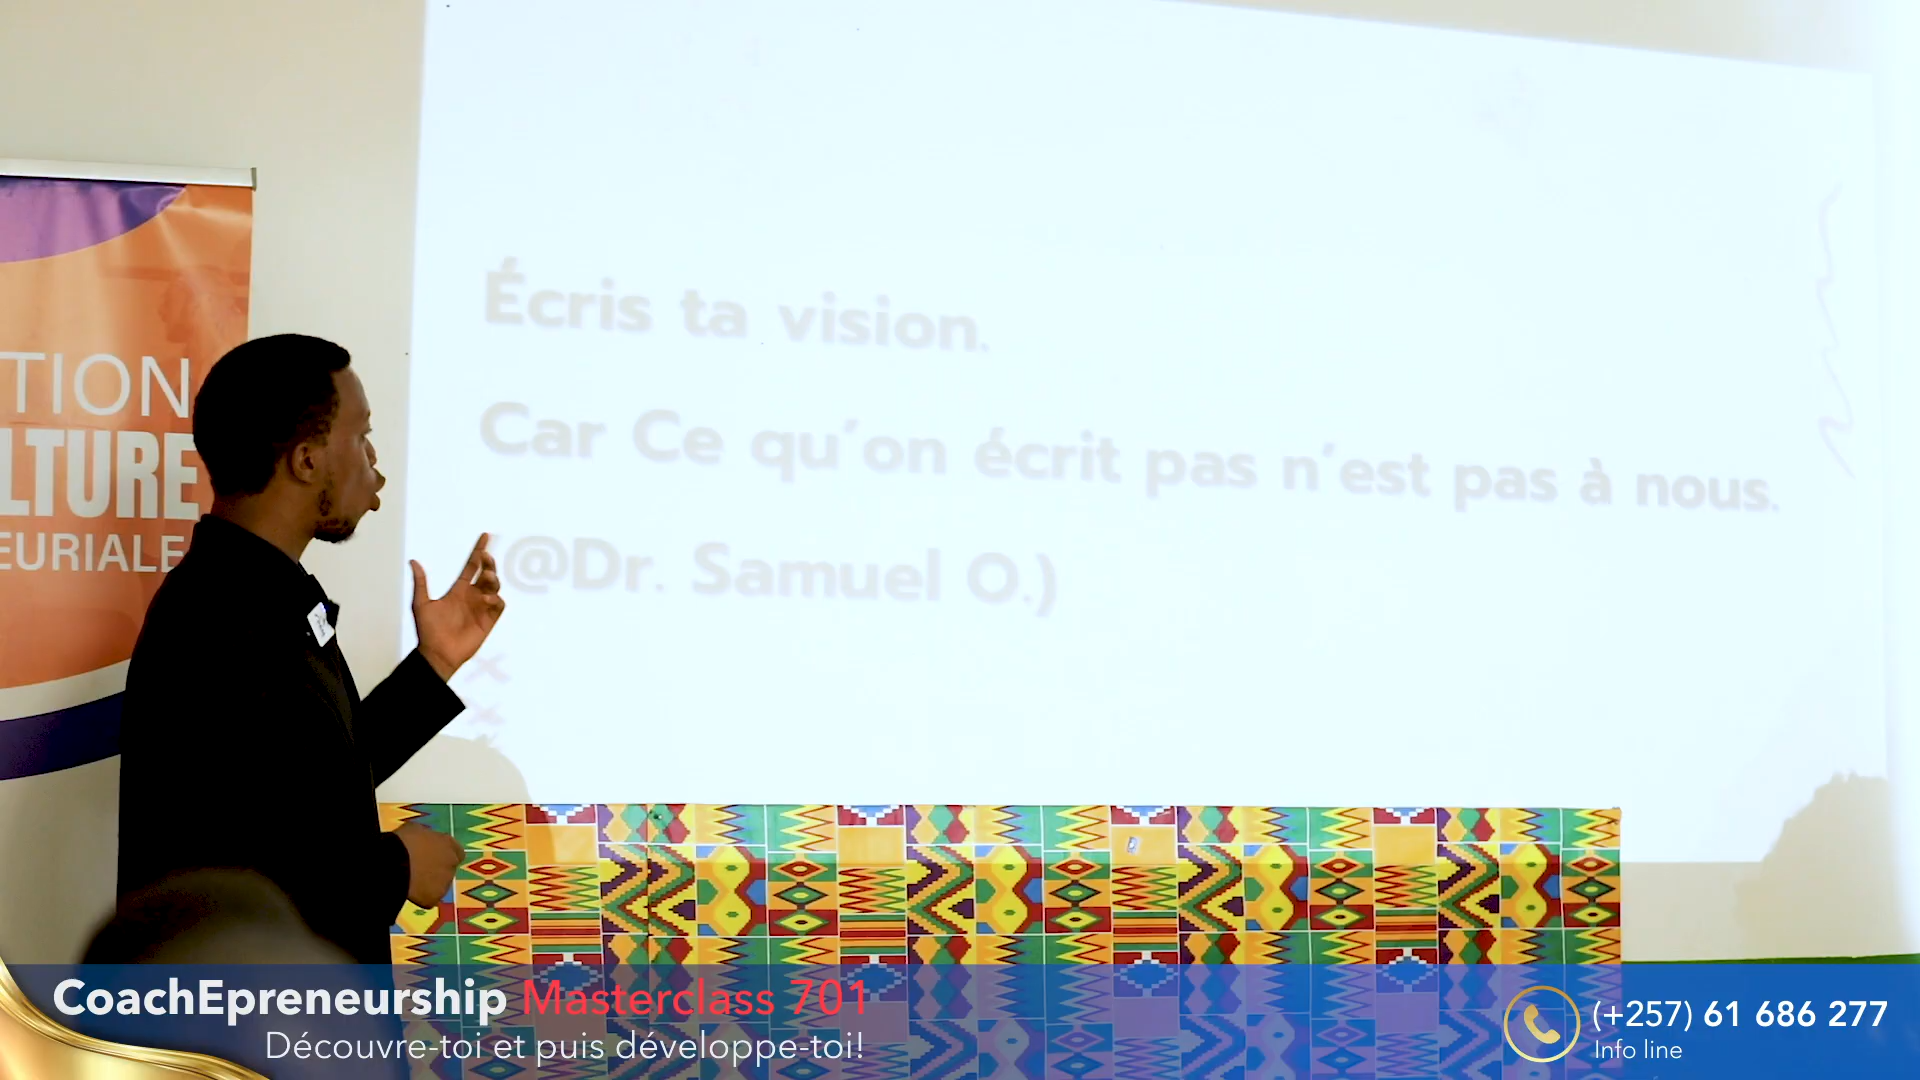 TION
LTURE
EURIALE
Écris ta vision.
Car Ce qu'on écrit pas n'est pas à nous.
@Dr. Samuel O.)
CoachEpreneurship Masterclass 701
Découvre-toi et puis développe-toi!
(+257) 61 686 277
Info line